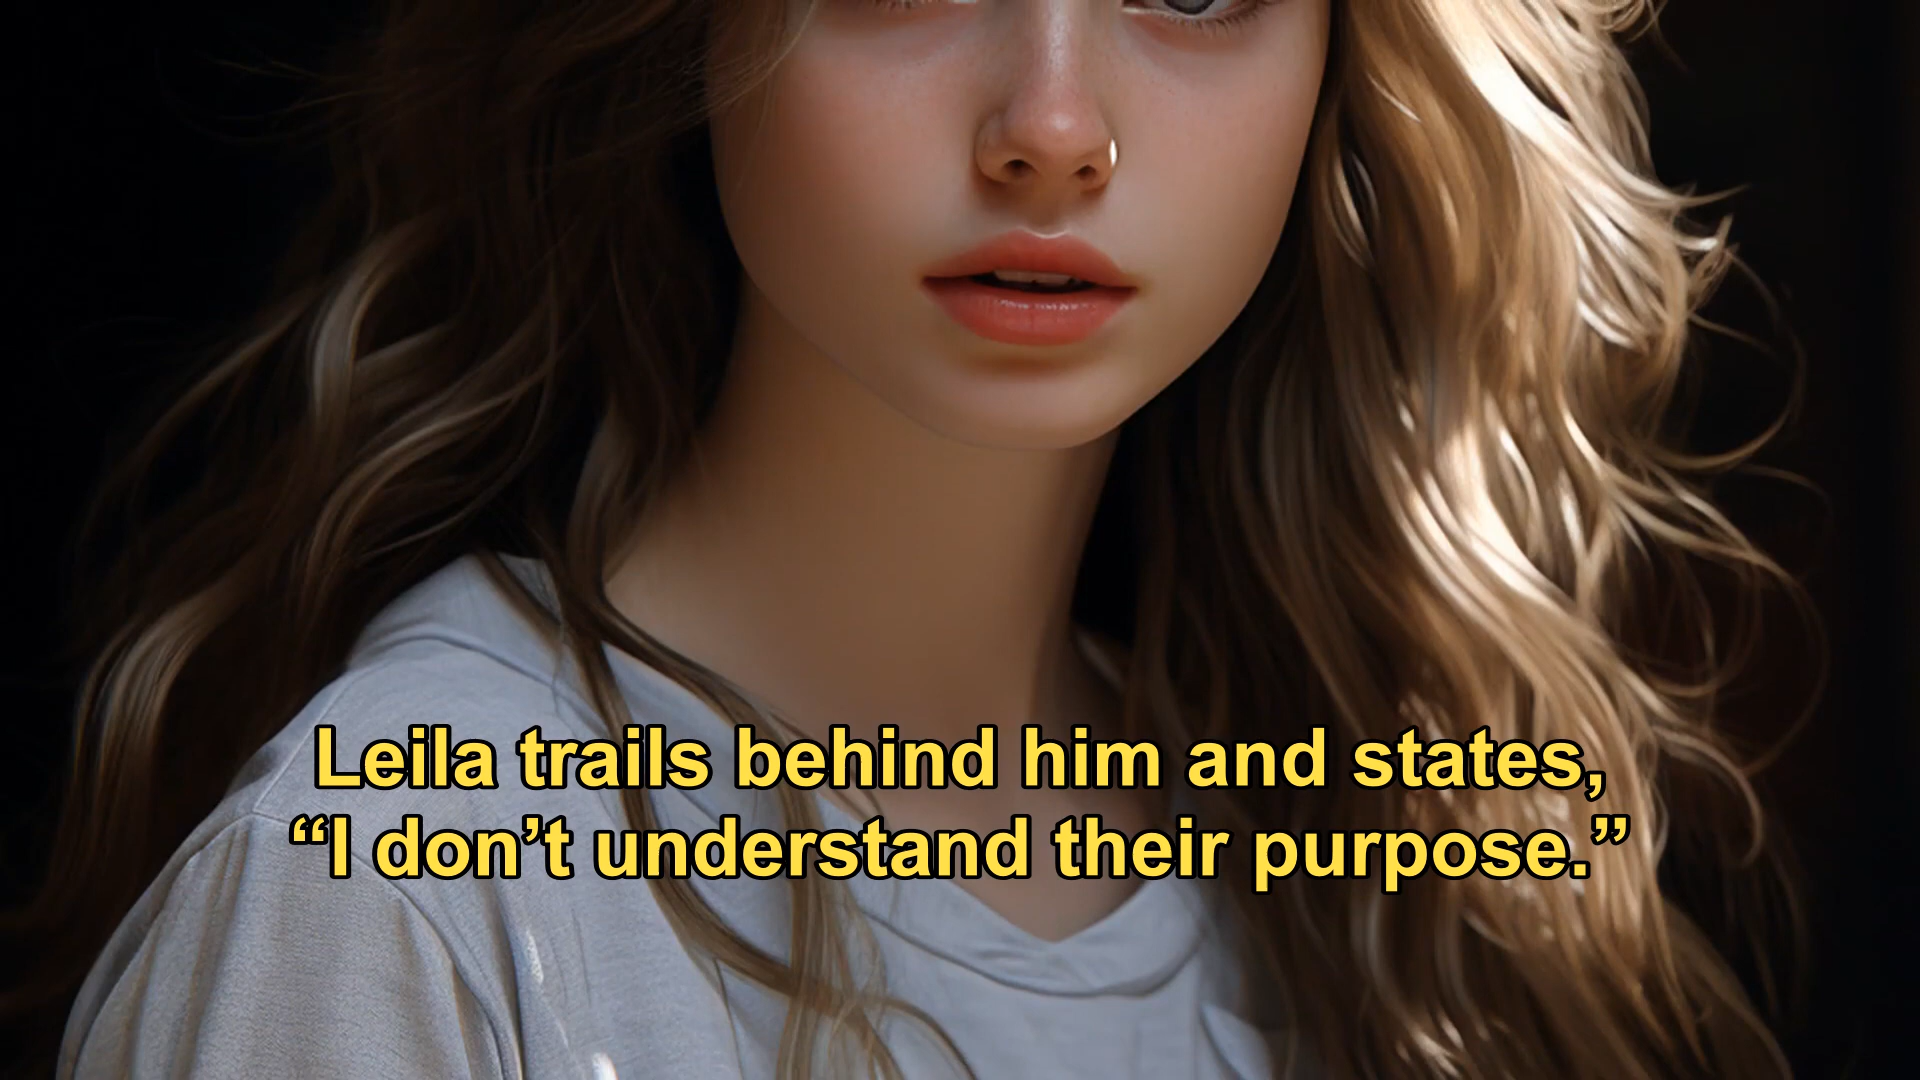 Leila trails behind him and states,
“I don’t understand their purpose.”